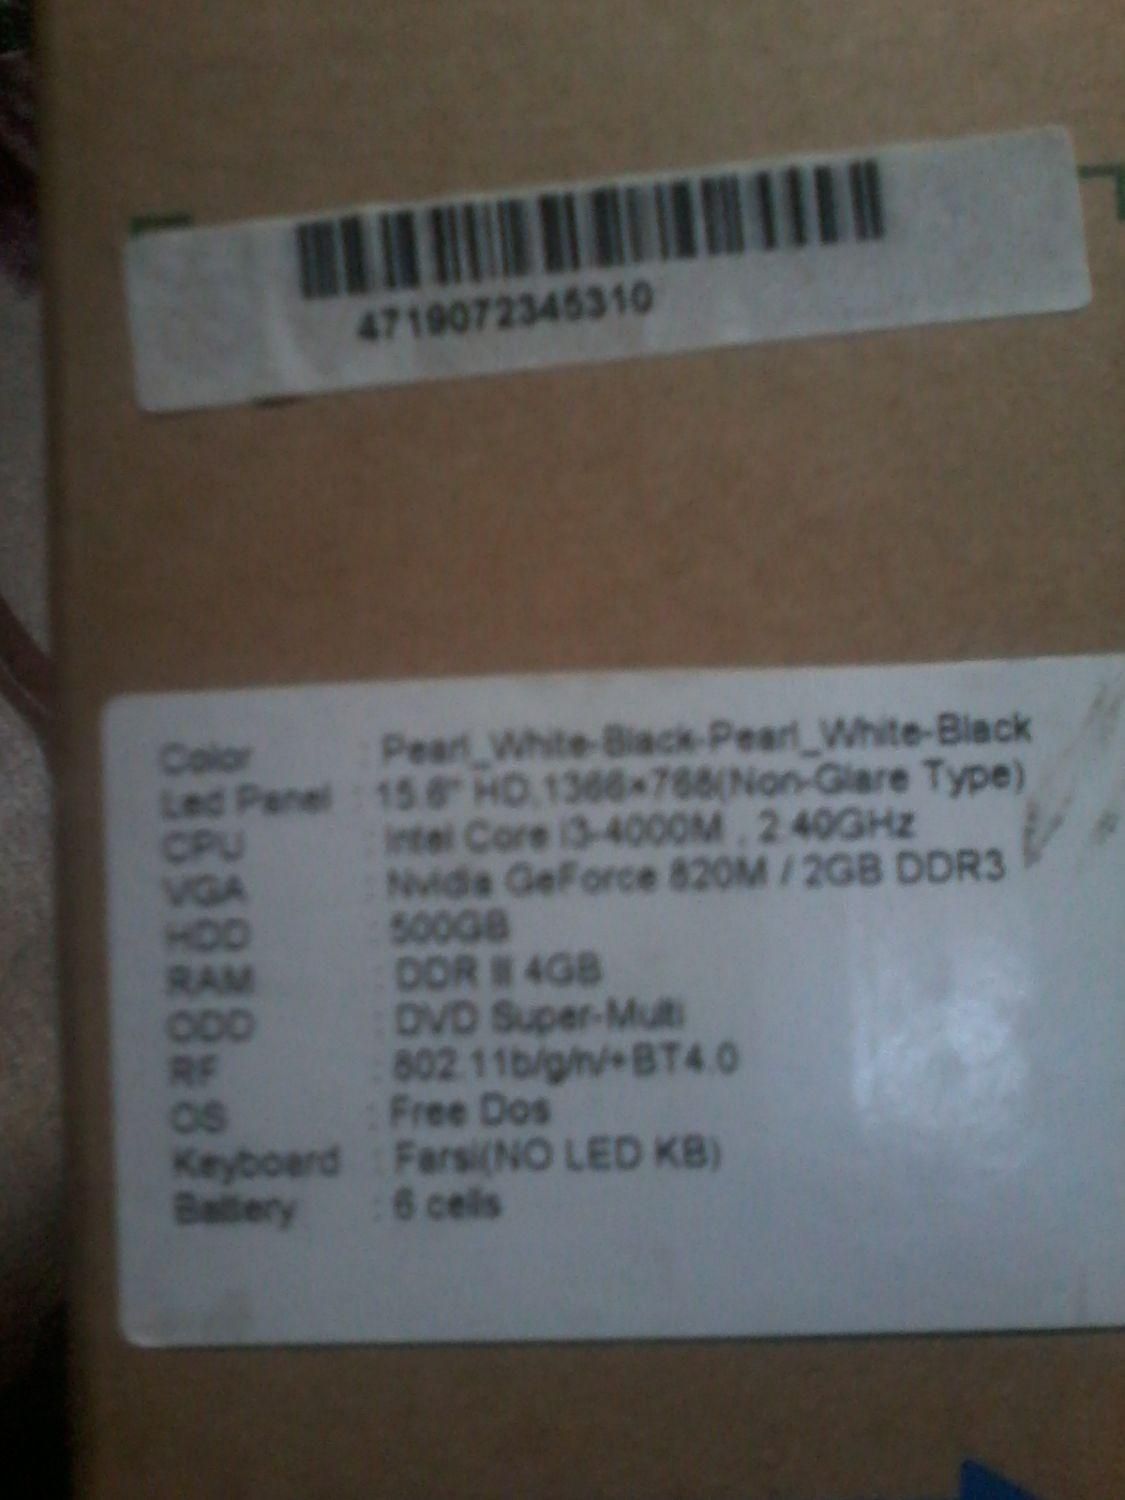 4719072345310
Color : Pearl_White-Black-Pearl_White-Black
Led Panel : 15.6" HD,1366*768(Non-Glare Type)
CPU : Intel Core i3-4000M , 2.40GHz
VGA : Nvidia GeForce 820M / 2GB DDR3
HDD : 500GB
RAM : DDR III 4GB
ODD : DVD Super-Multi
RF : 802.11b/g/n/+BT4.0
OS : Free Dos
Keyboard : Farsi(NO LED KB)
Battery : 6 cells